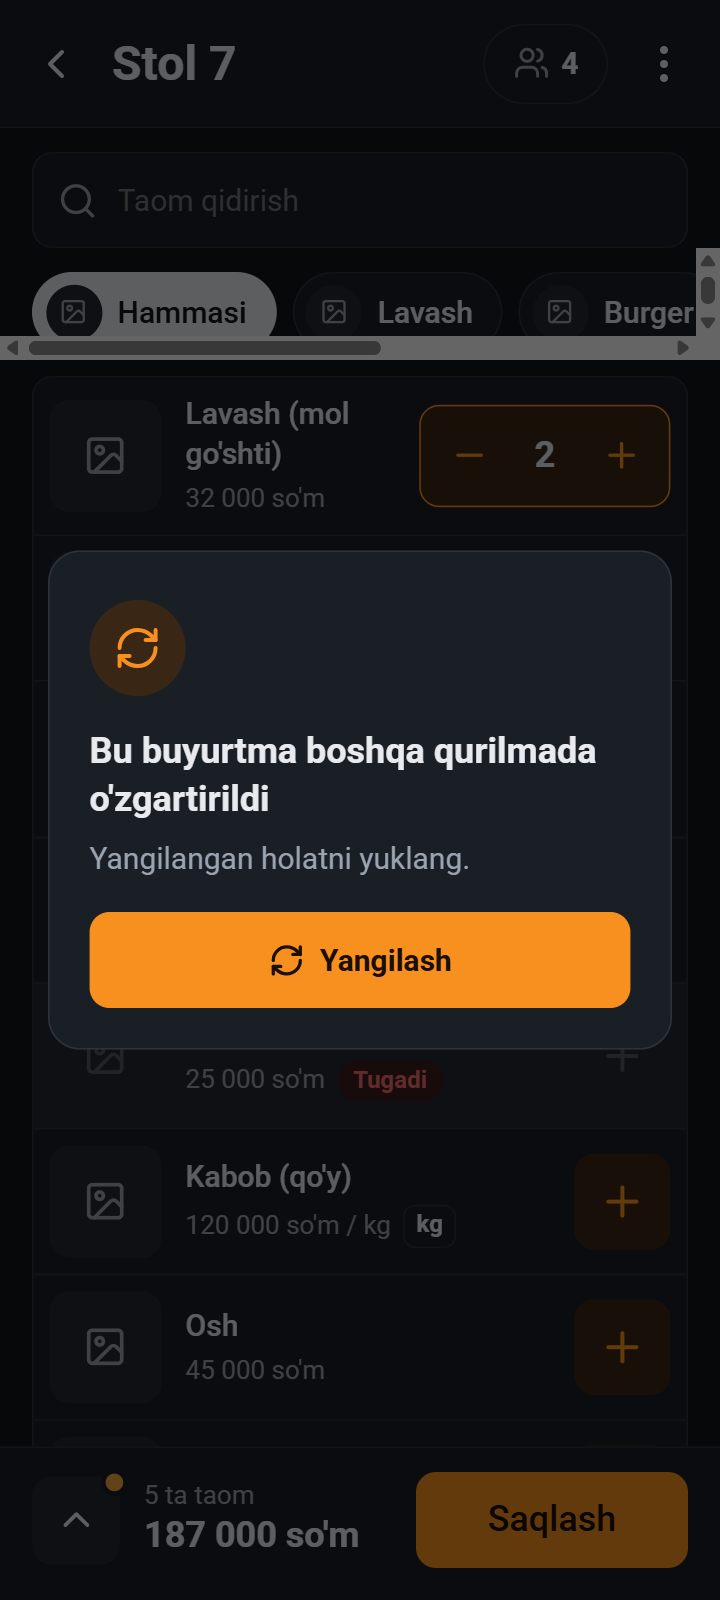 Stol 7
4
Taom qidirish
Hammasi
Lavash
Burger
Lavash (mol
go'shti)
32 000 so'm
2
Bu buyurtma boshqa qurilmada
o'zgartirildi
Yangilangan holatni yuklang.
Yangilash
25 000 so'm
Tugadi
Kabob (qo'y)
120 000 so'm / kg
kg
Osh
45 000 so'm
5 ta taom
187 000 so'm
Saqlash